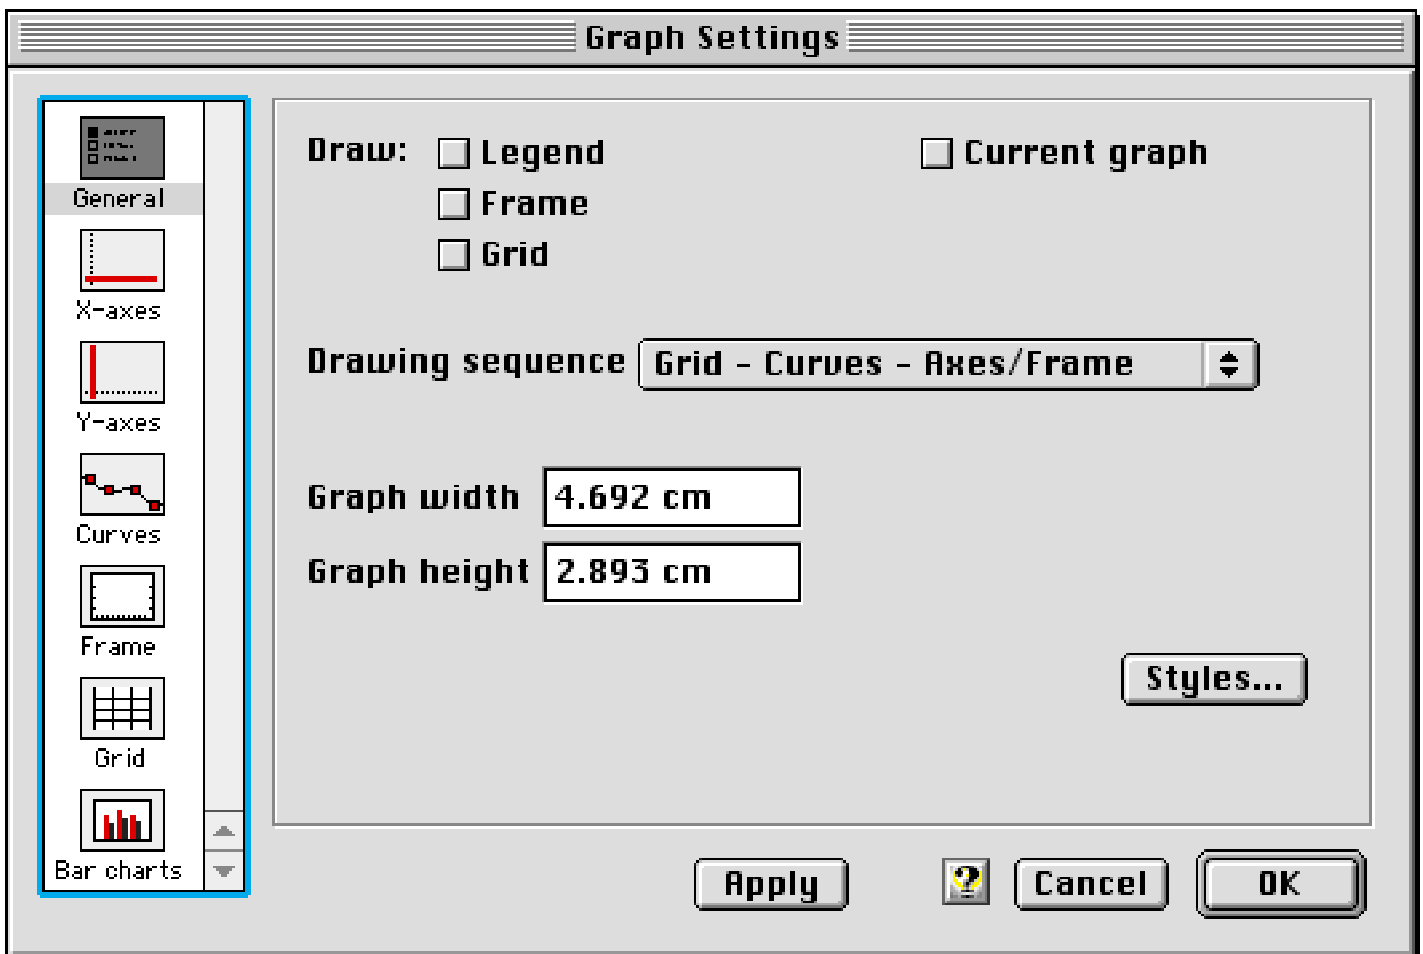 Graph Settings
General
X-axes
Y-axes
Curves
Frame
Grid
Bar charts
Draw:
Legend
Current graph
Frame
Grid
Drawing sequence
Grid - Curves - Axes/Frame
Graph width
4.692 cm
Graph height
2.893 cm
Styles...
Apply
?
Cancel
OK